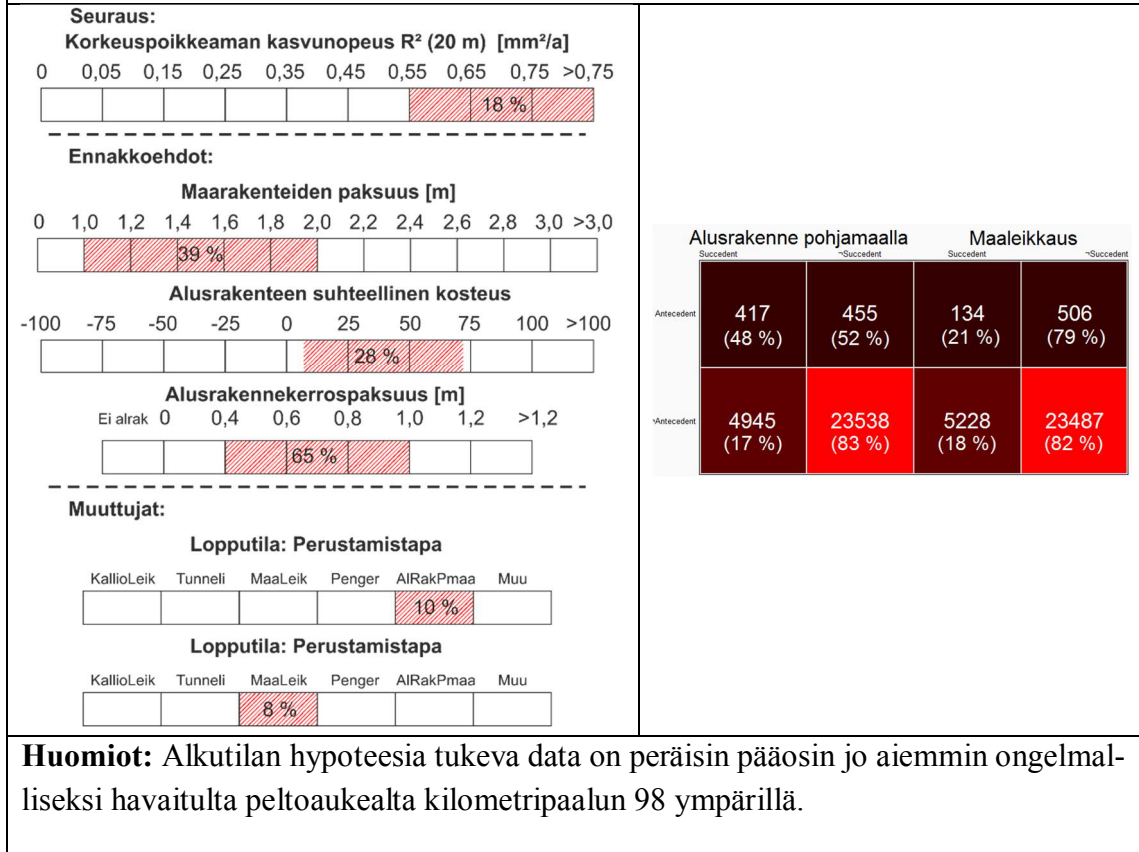 Seuraus:
Korkeuspoikkeaman kasvunopeus R² (20 m) [mm²/a]
0 0,05 0,15 0,25 0,35 0,45 0,55 0,65 0,75 >0,75
18 %
Ennakkoehdot:
Maarakenteiden paksuus [m]
0 1,0 1,2 1,4 1,6 1,8 2,0 2,2 2,4 2,6 2,8 3,0 >3,0
39 %
Alusrakenteen suhteellinen kosteus
-100 -75 -50 -25 0 25 50 75 100 >100
28 %
Alusrakennekerrospaksuus [m]
Ei alrak 0 0,4 0,6 0,8 1,0 1,2 >1,2
65 %
Muuttujat:
Lopputila: Perustamistapa
KallioLeik Tunneli MaaLeik Penger AlRakPmaa Muu
10 %
Lopputila: Perustamistapa
KallioLeik Tunneli MaaLeik Penger AlRakPmaa Muu
8 %
Alusrakenne pohjamaalla Maaleikkaus
Succedent ¬Succedent Succedent ¬Succedent
Antecedent 417 455 134 506
(48 %) (52 %) (21 %) (79 %)
¬Antecedent 4945 23538 5228 23487
(17 %) (83 %) (18 %) (82 %)
Huomiot: Alkutilan hypoteesia tukeva data on peräisin pääosin jo aiemmin ongelmal-
liseksi havaitulta peltoaukealta kilometripaalun 98 ympärillä.